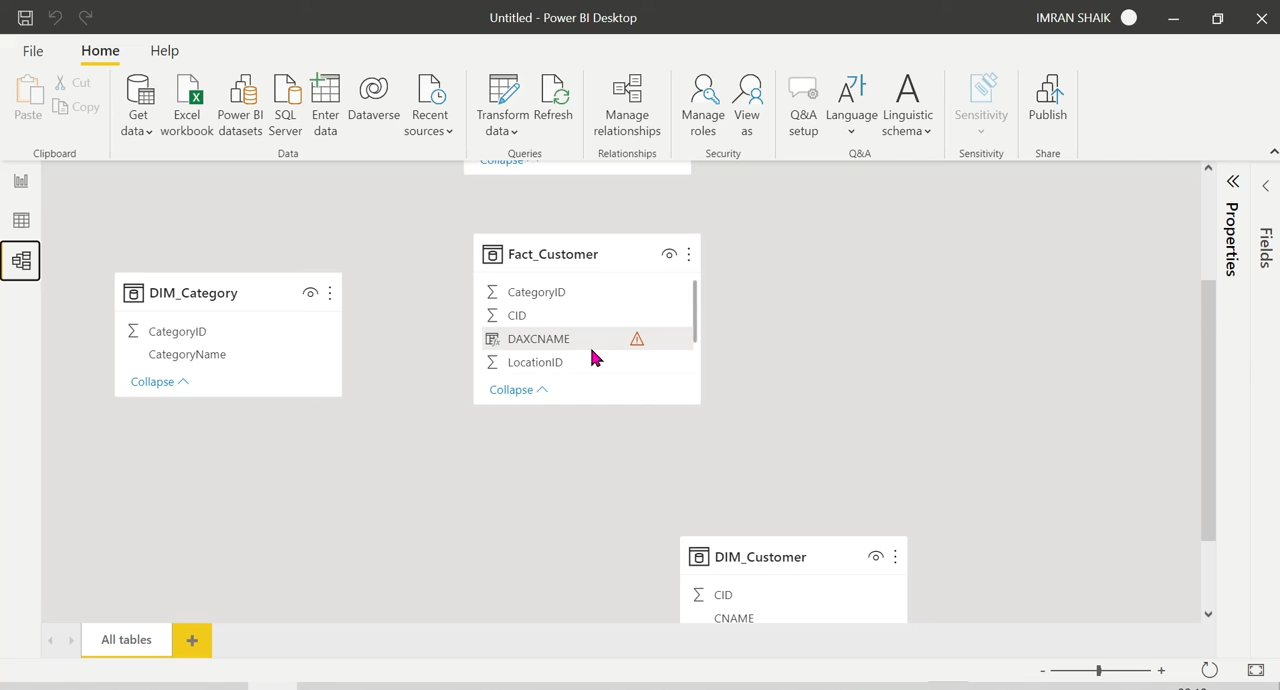 Untitled - Power BI Desktop
IMRAN SHAIK
File
Home
Help
Paste
Cut
Copy
Get data
Excel workbook
Power BI datasets
SQL Server
Enter data
Dataverse
Recent sources
Transform data
Refresh
Manage relationships
Manage roles
View as
Q&A setup
Language
Linguistic schema
Sensitivity
Publish
Clipboard
Data
Queries
Relationships
Security
Q&A
Sensitivity
Share
Collapse
Fact_Customer
CategoryID
CID
DAXCNAME
LocationID
Collapse
DIM_Category
CategoryID
CategoryName
Collapse
DIM_Customer
CID
CNAME
Properties
Fields
All tables